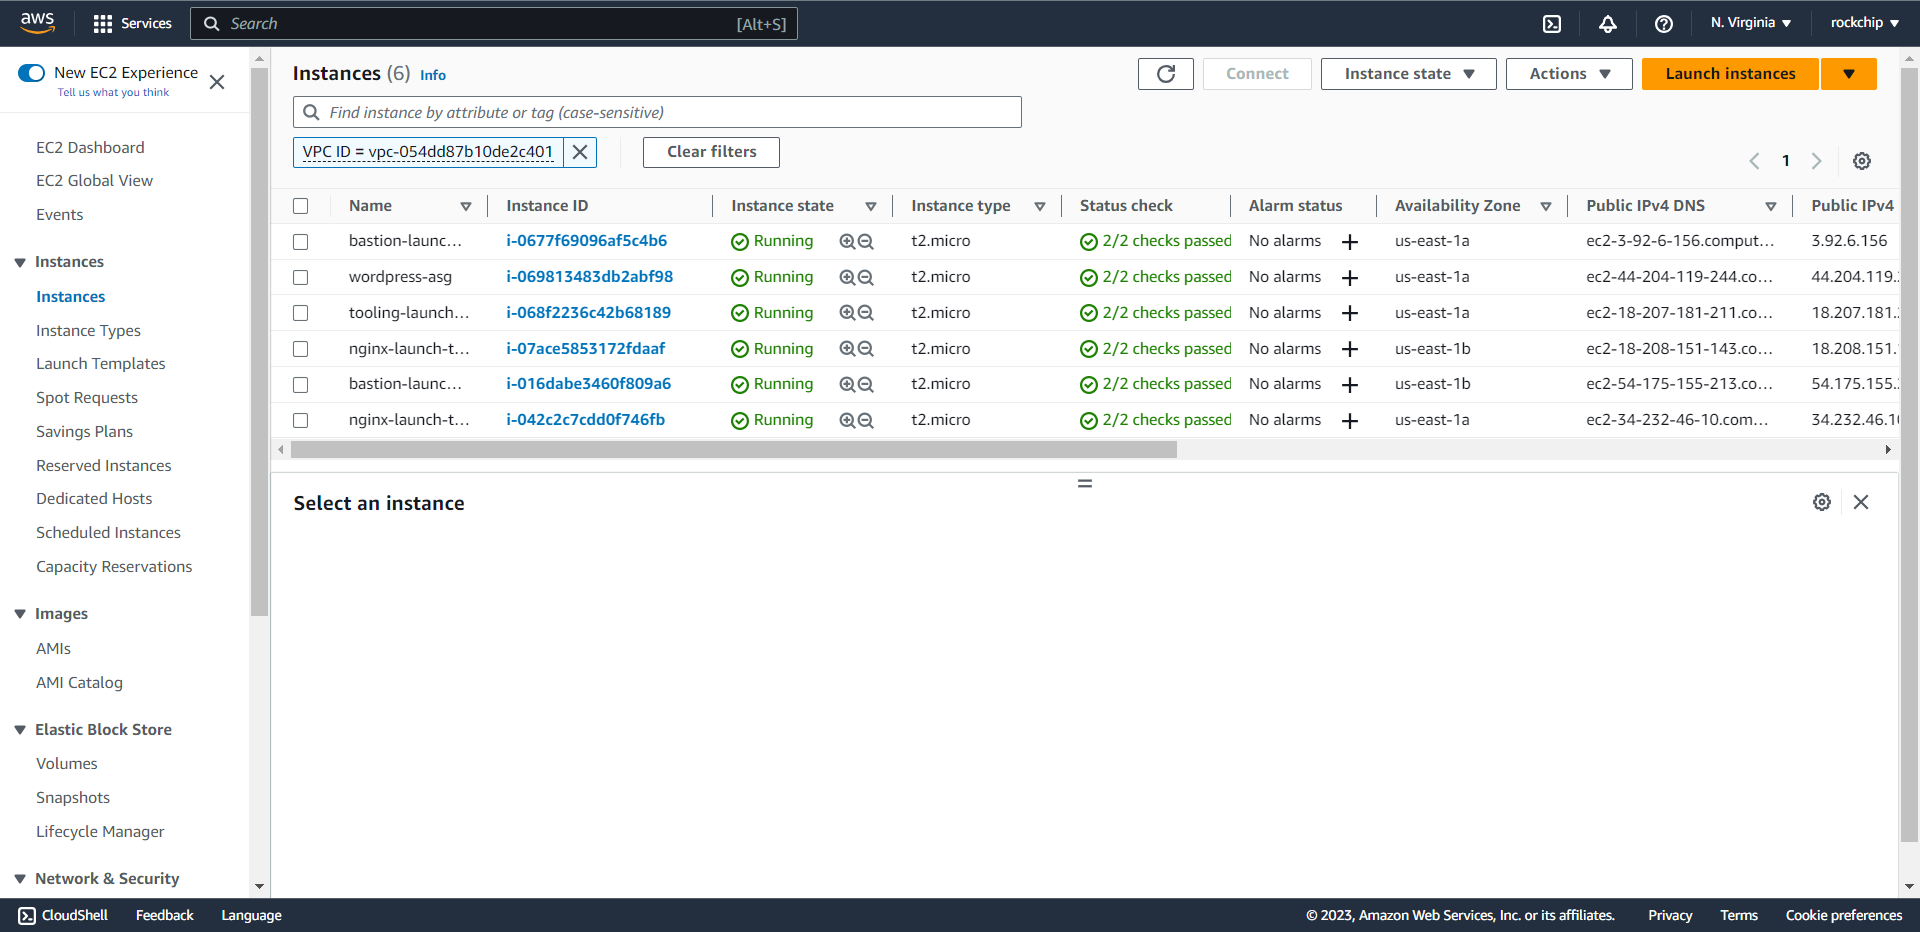 aws Services Search [Alt+S] N. Virginia rockchip
New EC2 Experience
Tell us what you think
EC2 Dashboard
EC2 Global View
Events
Instances
Instances
Instance Types
Launch Templates
Spot Requests
Savings Plans
Reserved Instances
Dedicated Hosts
Scheduled Instances
Capacity Reservations
Images
AMIs
AMI Catalog
Elastic Block Store
Volumes
Snapshots
Lifecycle Manager
Network & Security
Instances (6) Info Connect Instance state Actions Launch instances
Find instance by attribute or tag (case-sensitive)
VPC ID = vpc-054dd87b10de2c401 Clear filters 1
Name Instance ID Instance state Instance type Status check Alarm status Availability Zone Public IPv4 DNS Public IPv4
bastion-launc... i-0677f69096af5c4b6 Running t2.micro 2/2 checks passed No alarms us-east-1a ec2-3-92-6-156.comput... 3.92.6.156
wordpress-asg i-069813483db2abf98 Running t2.micro 2/2 checks passed No alarms us-east-1a ec2-44-204-119-244.co... 44.204.119.
tooling-launch... i-068f2236c42b68189 Running t2.micro 2/2 checks passed No alarms us-east-1a ec2-18-207-181-211.co... 18.207.181.
nginx-launch-t... i-07ace5853172fdaaf Running t2.micro 2/2 checks passed No alarms us-east-1b ec2-18-208-151-143.co... 18.208.151.
bastion-launc... i-016dabe3460f809a6 Running t2.micro 2/2 checks passed No alarms us-east-1b ec2-54-175-155-213.co... 54.175.155.
nginx-launch-t... i-042c2c7cdd0f746fb Running t2.micro 2/2 checks passed No alarms us-east-1a ec2-34-232-46-10.com... 34.232.46.1
Select an instance
CloudShell Feedback Language © 2023, Amazon Web Services, Inc. or its affiliates. Privacy Terms Cookie preferences